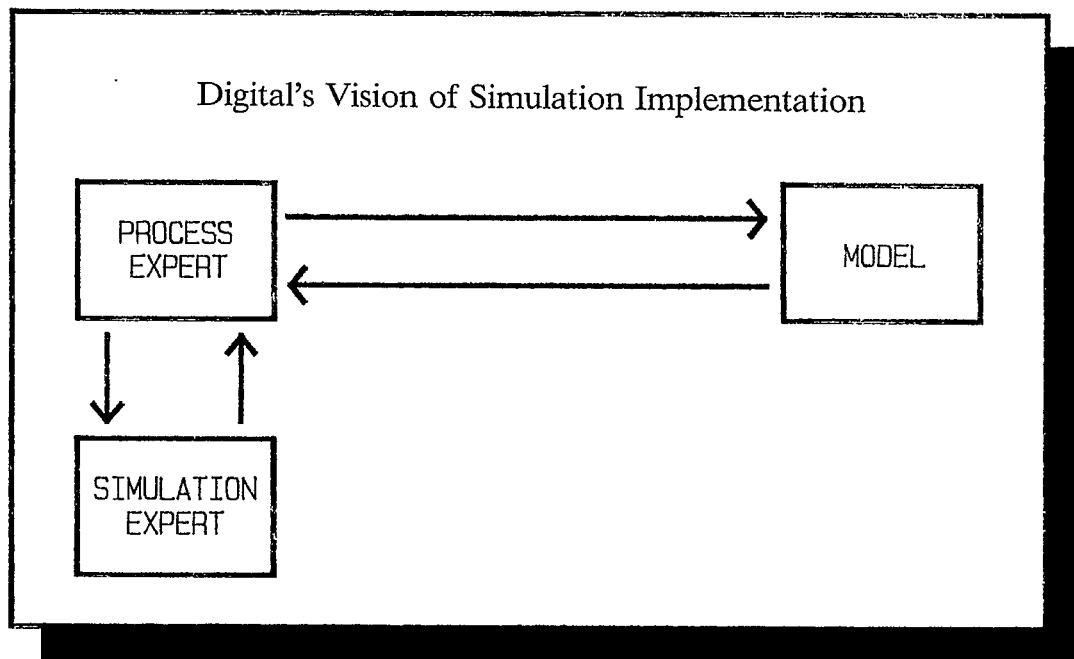 Digital's Vision of Simulation Implementation
PROCESS
EXPERT
MODEL
SIMULATION
EXPERT